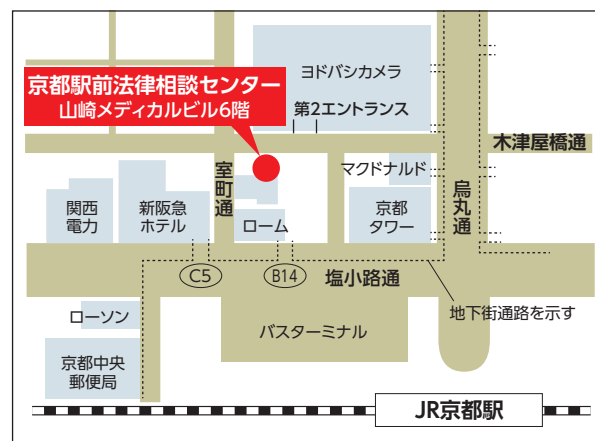 ヨドバシカメラ
京都駅前法律相談センター
山崎メディカルビル6階
第2エントランス
木津屋橋通
マクドナルド
室町通
烏丸通
関西
電力
新阪急
ホテル
ローム
京都
タワー
C5
B14
塩小路通
地下街通路を示す
ローソン
バスターミナル
京都中央
郵便局
JR京都駅